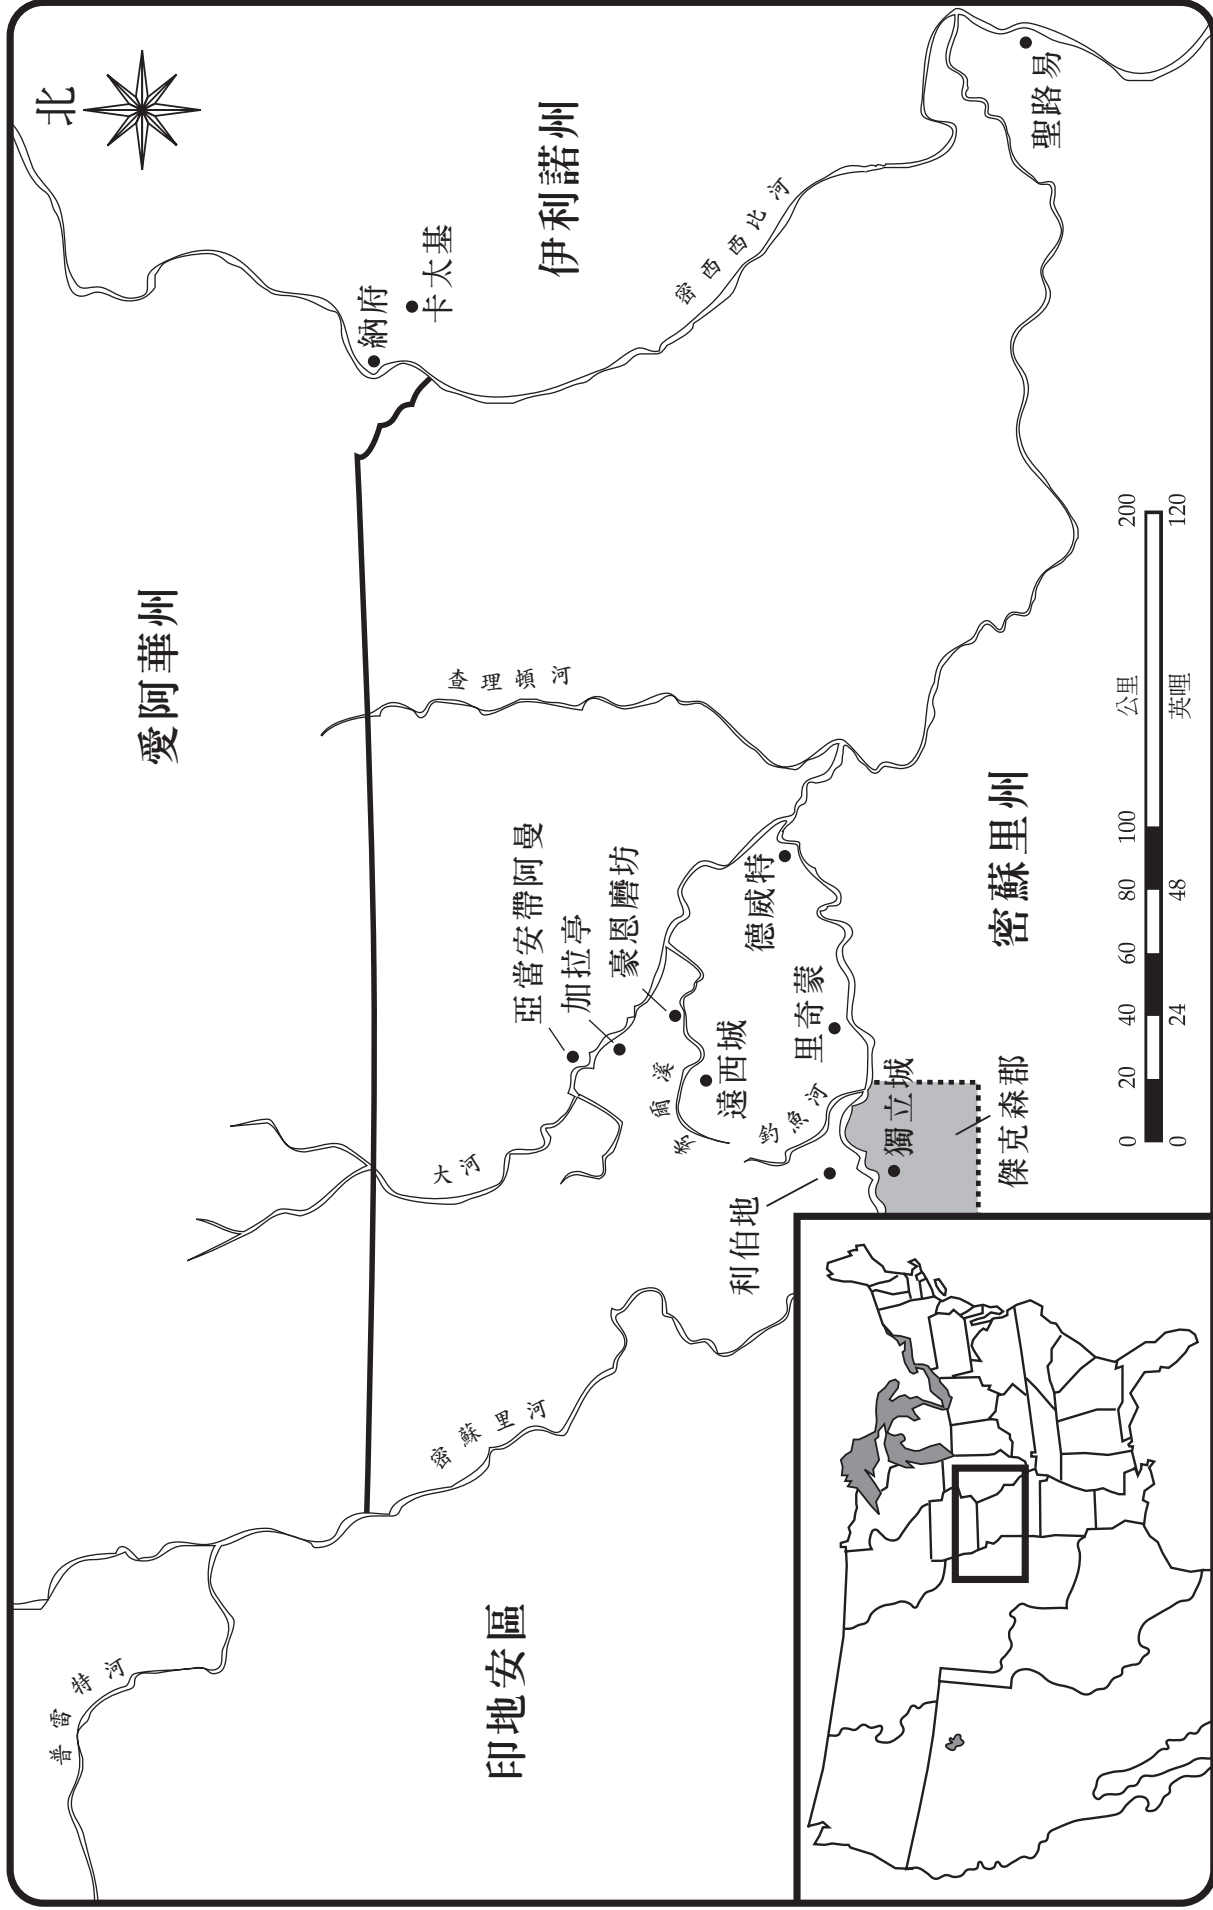 北
愛阿華州
伊利諾州
納府
卡太基
密西西比河
聖路易
查理頓河
亞當安帶阿曼
加拉亭
豪恩磨坊
德威特
遠西城
里奇蒙
大河
爾溪
釣魚河
利伯地
獨立城
傑克森郡
密蘇里州
密蘇里河
普雷特河
印地安區
0 20 40 60 80 100 200
公里
0 24 48 120
英哩